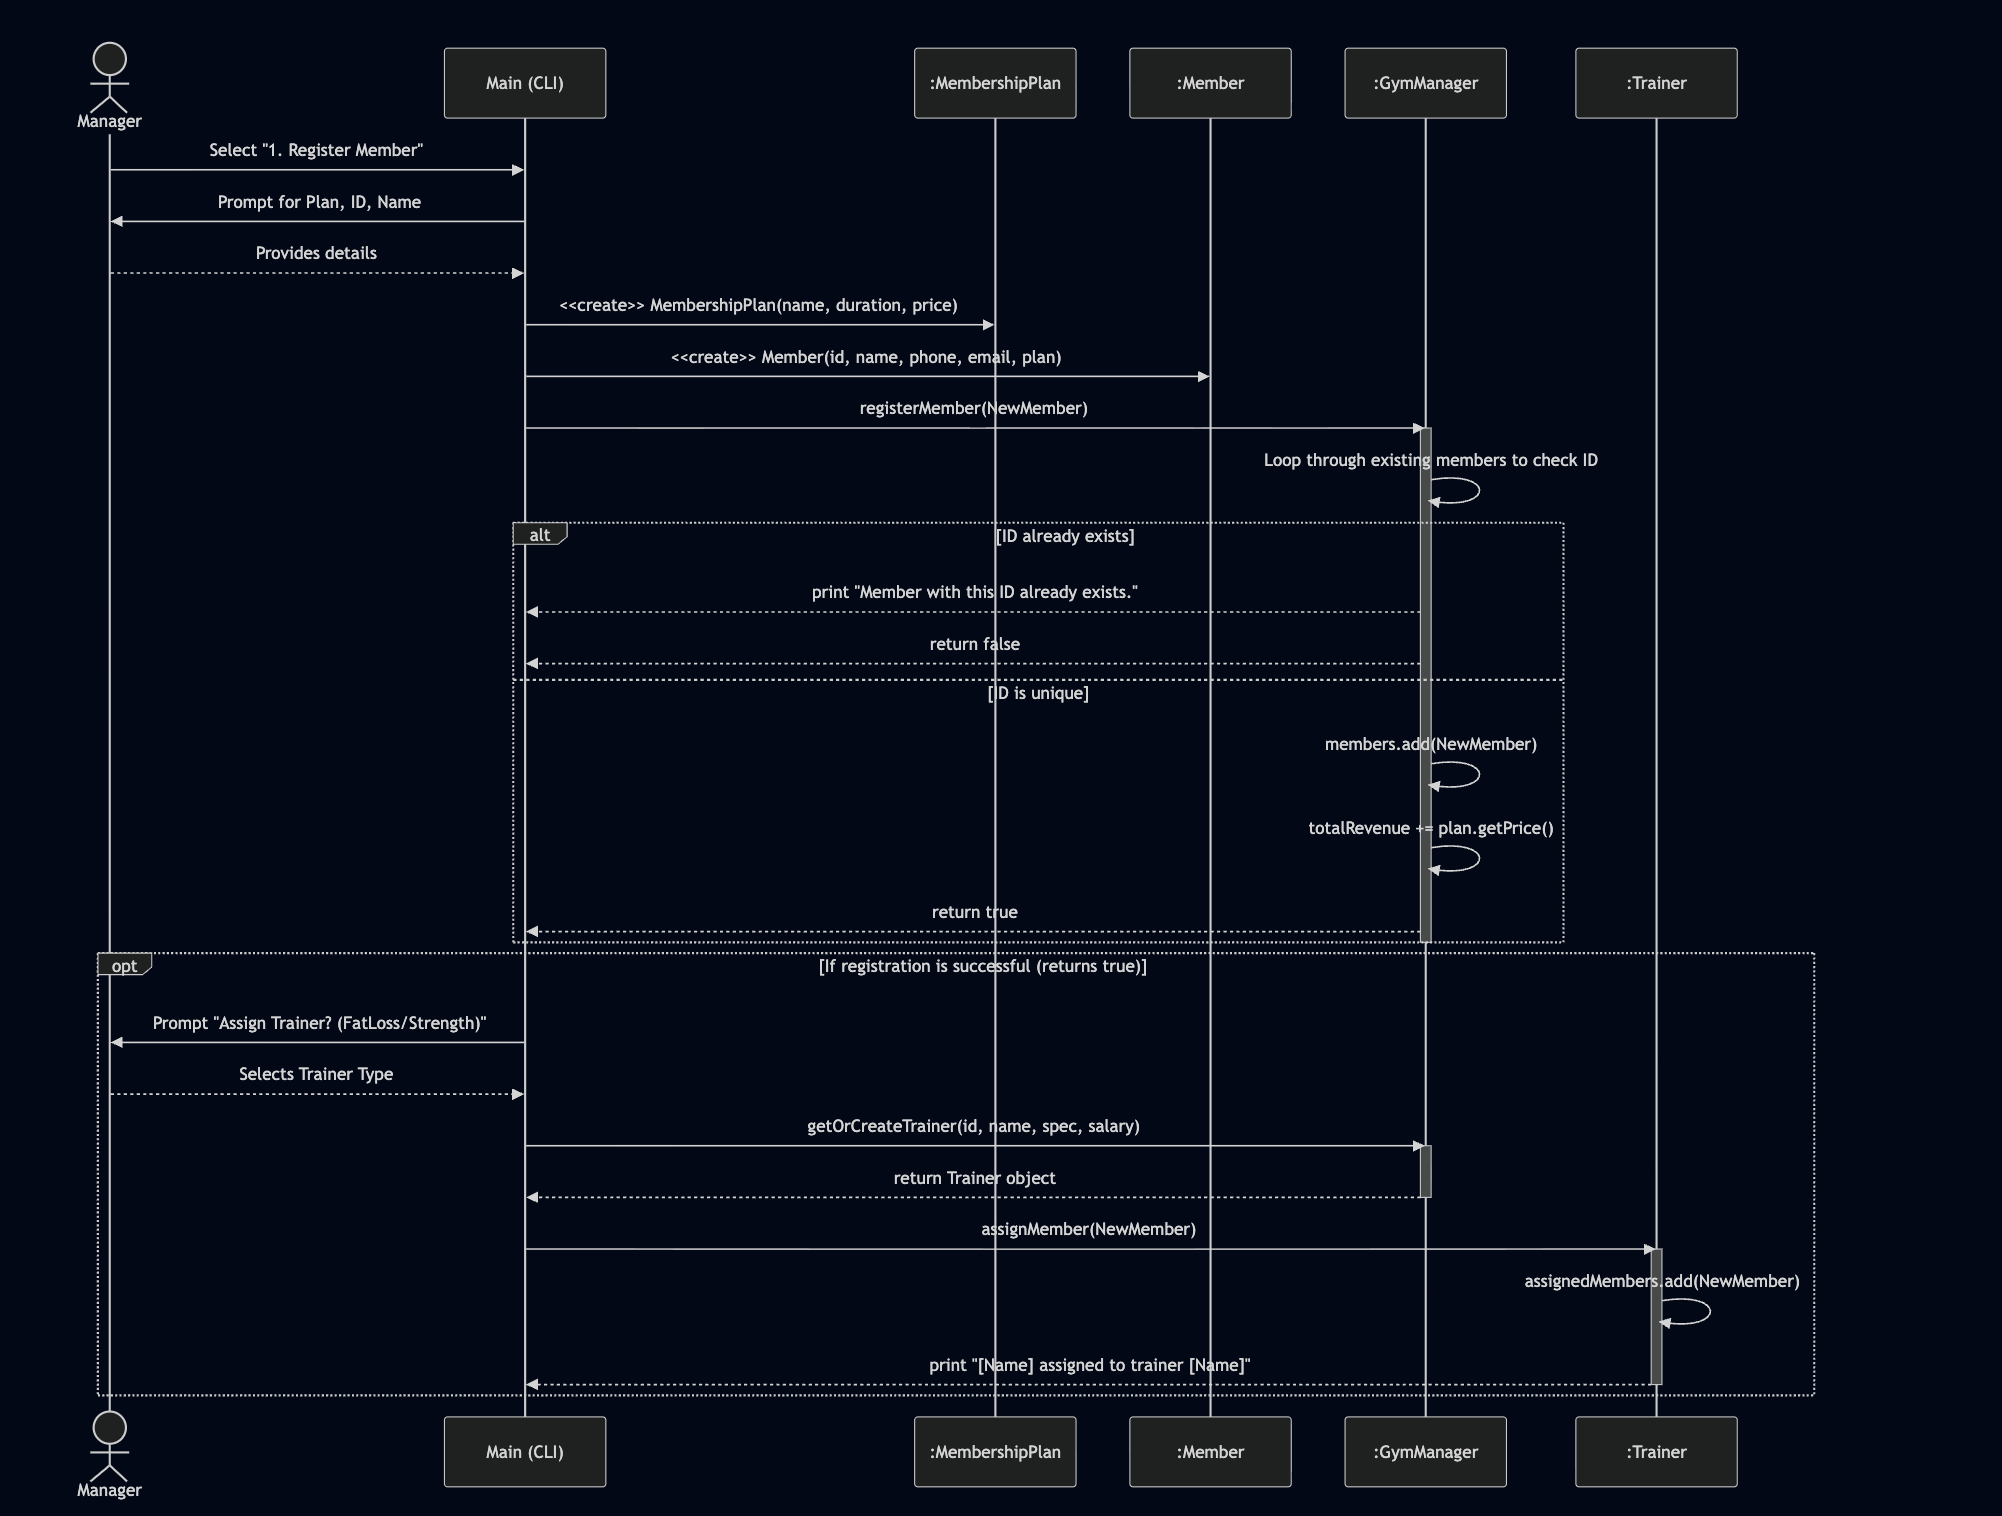 Manager
Main (CLI)
:MembershipPlan
:Member
:GymManager
:Trainer
Select "1. Register Member"
Prompt for Plan, ID, Name
Provides details
<<create>> MembershipPlan(name, duration, price)
<<create>> Member(id, name, phone, email, plan)
registerMember(NewMember)
Loop through existing members to check ID
alt
[ID already exists]
print "Member with this ID already exists."
return false
[ID is unique]
members.add(NewMember)
totalRevenue += plan.getPrice()
return true
opt
[If registration is successful (returns true)]
Prompt "Assign Trainer? (FatLoss/Strength)"
Selects Trainer Type
getOrCreateTrainer(id, name, spec, salary)
return Trainer object
assignMember(NewMember)
assignedMembers.add(NewMember)
print "[Name] assigned to trainer [Name]"
Manager
Main (CLI)
:MembershipPlan
:Member
:GymManager
:Trainer